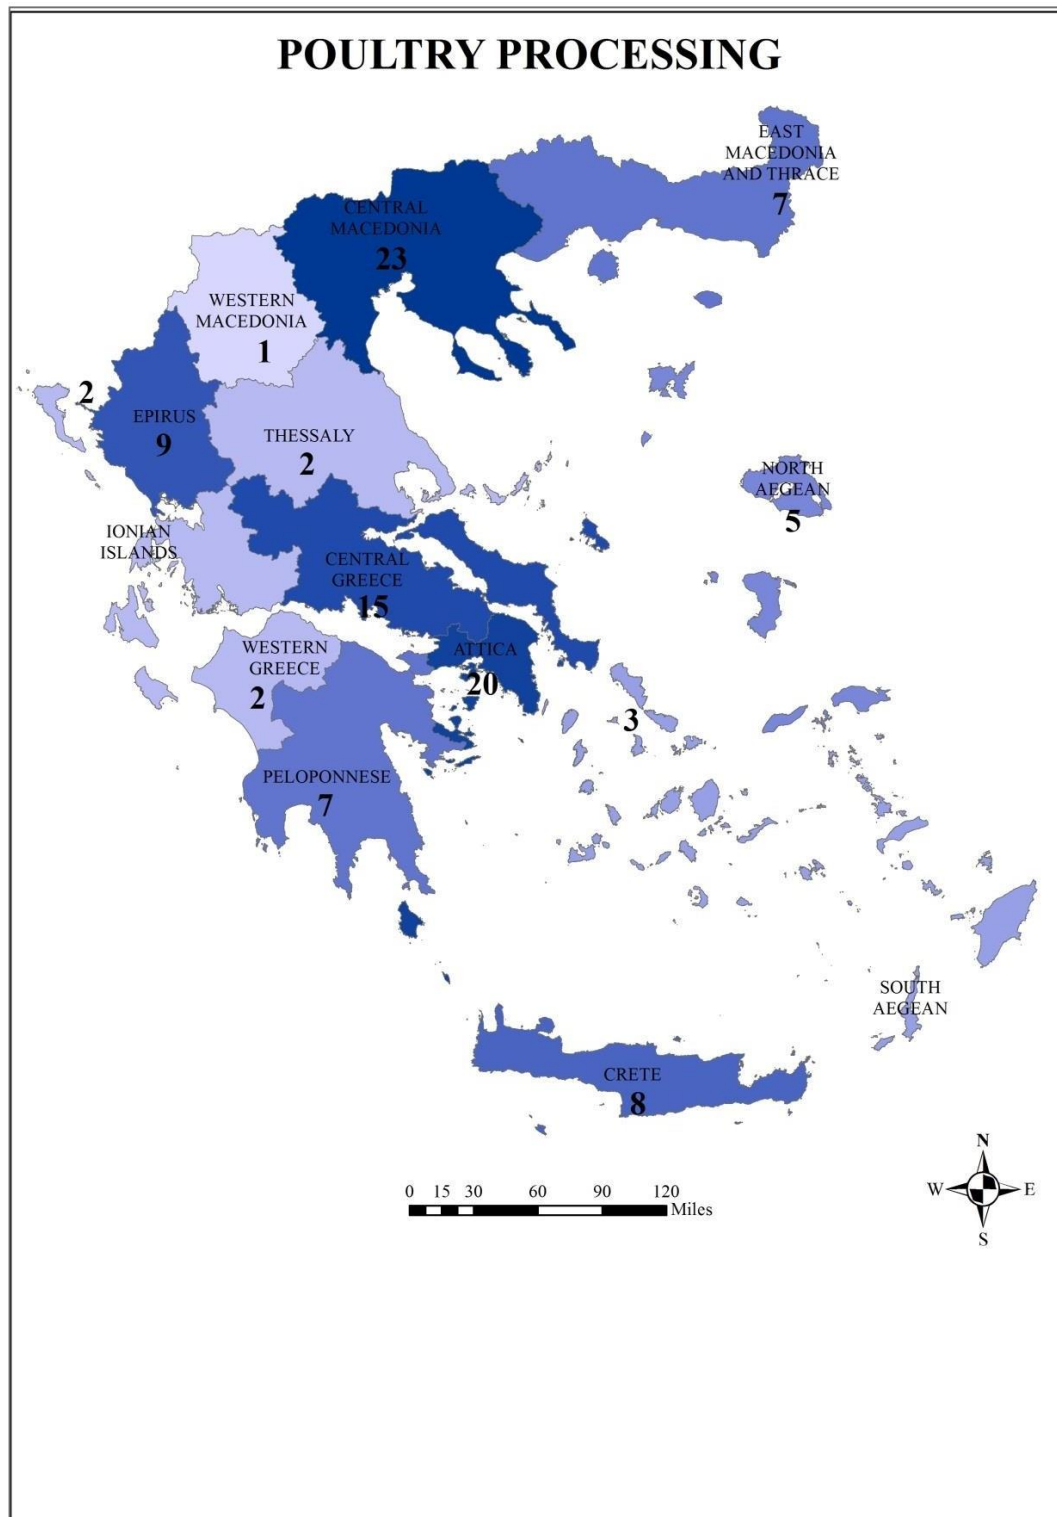 POULTRY PROCESSING
EAST
MACEDONIA
AND THRACE
7
CENTRAL
MACEDONIA
23
WESTERN
MACEDONIA
1
2
EPIRUS
9
THESSALY
2
NORTH
AEGEAN
5
IONIAN
ISLANDS
CENTRAL
GREECE
15
WESTERN
GREECE
2
ATTICA
20
3
PELOPONNESE
7
SOUTH
AEGEAN
CRETE
8
N
W E
S
0 15 30 60 90 120
Miles